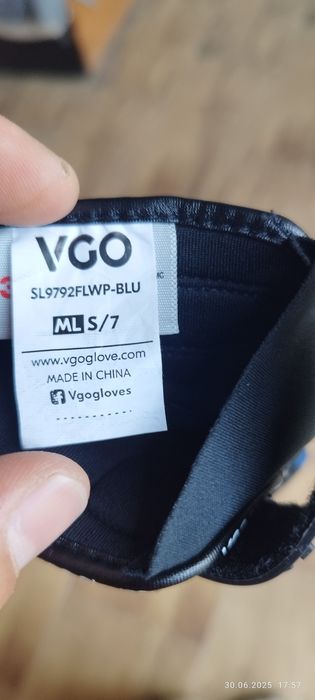 VGO
SL9792FLWP-BLU
ML S/7
www.vgoglove.com
MADE IN CHINA
Vgogloves
30.06.2025 17:57